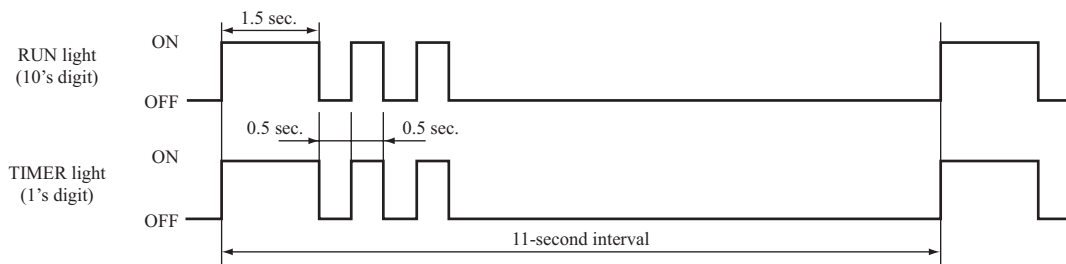 1.5 sec.
ON
RUN light
(10’s digit)
OFF
0.5 sec.
0.5 sec.
ON
TIMER light
(1’s digit)
OFF
11-second interval